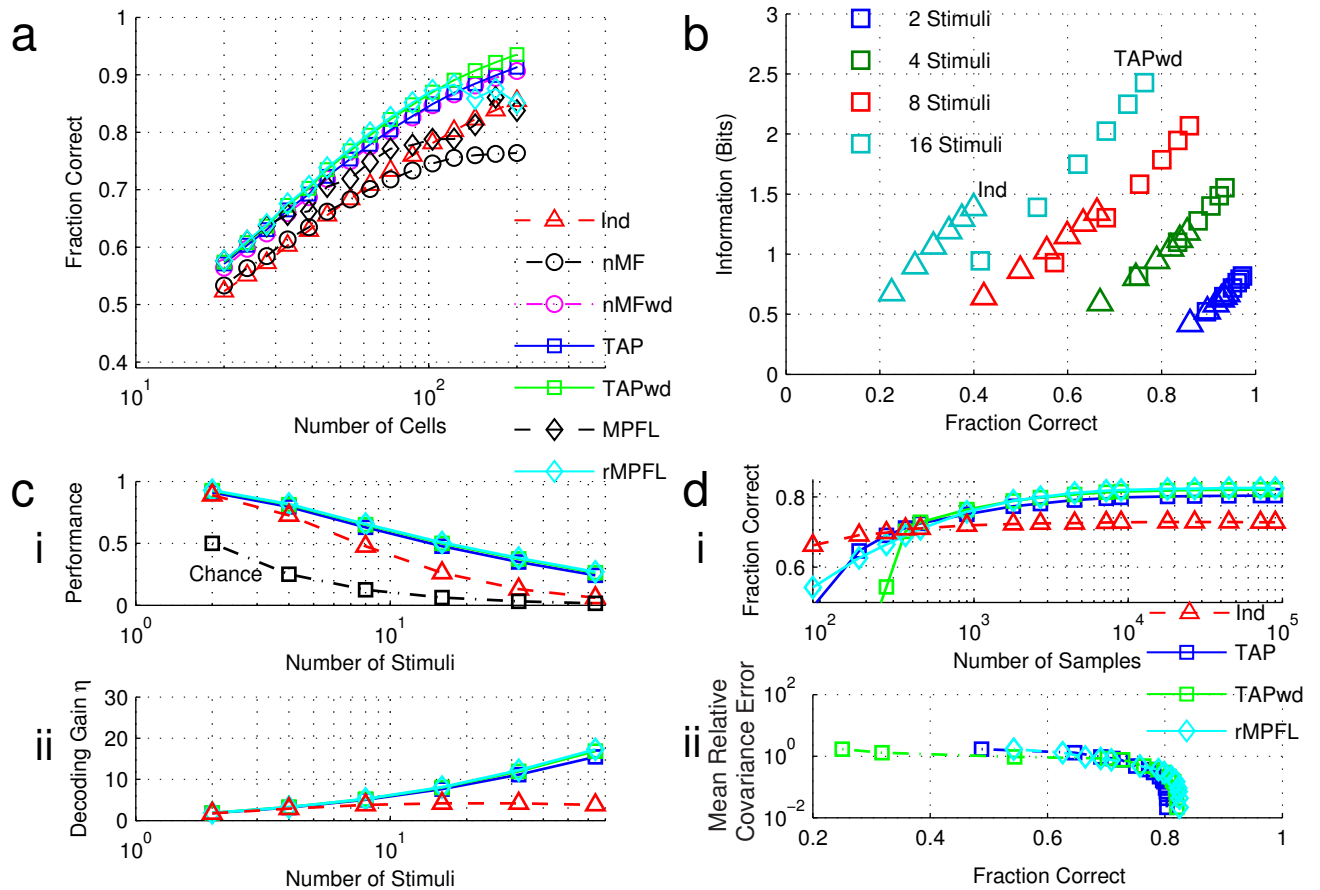 a
Fraction Correct
1
0.9
0.8
0.7
0.6
0.5
0.4
10^1
10^2
Number of Cells
Ind
nMF
nMFwd
TAP
TAPwd
MPFL
rMPFL
b
Information (Bits)
3
2.5
2
1.5
1
0.5
0
0
0.2
0.4
0.6
0.8
1
Fraction Correct
2 Stimuli
4 Stimuli
8 Stimuli
16 Stimuli
TAPwd
Ind
c
i
Performance
1
0.5
0
Chance
10^0
10^1
Number of Stimuli
ii
Decoding Gain η
30
20
10
0
10^0
10^1
Number of Stimuli
d
i
Fraction Correct
0.8
0.6
10^2
10^3
10^4
10^5
Number of Samples
Ind
TAP
TAPwd
rMPFL
ii
Mean Relative
Covariance Error
10^2
10^0
10^−2
0.2
0.4
0.6
0.8
1
Fraction Correct